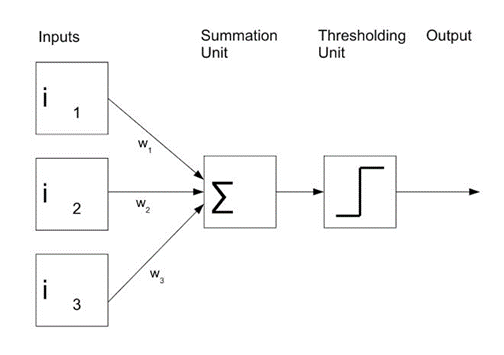 Inputs
Summation
Unit
Thresholding
Unit
Output
i 1
w1
i 2
w2
Σ
i 3
w3